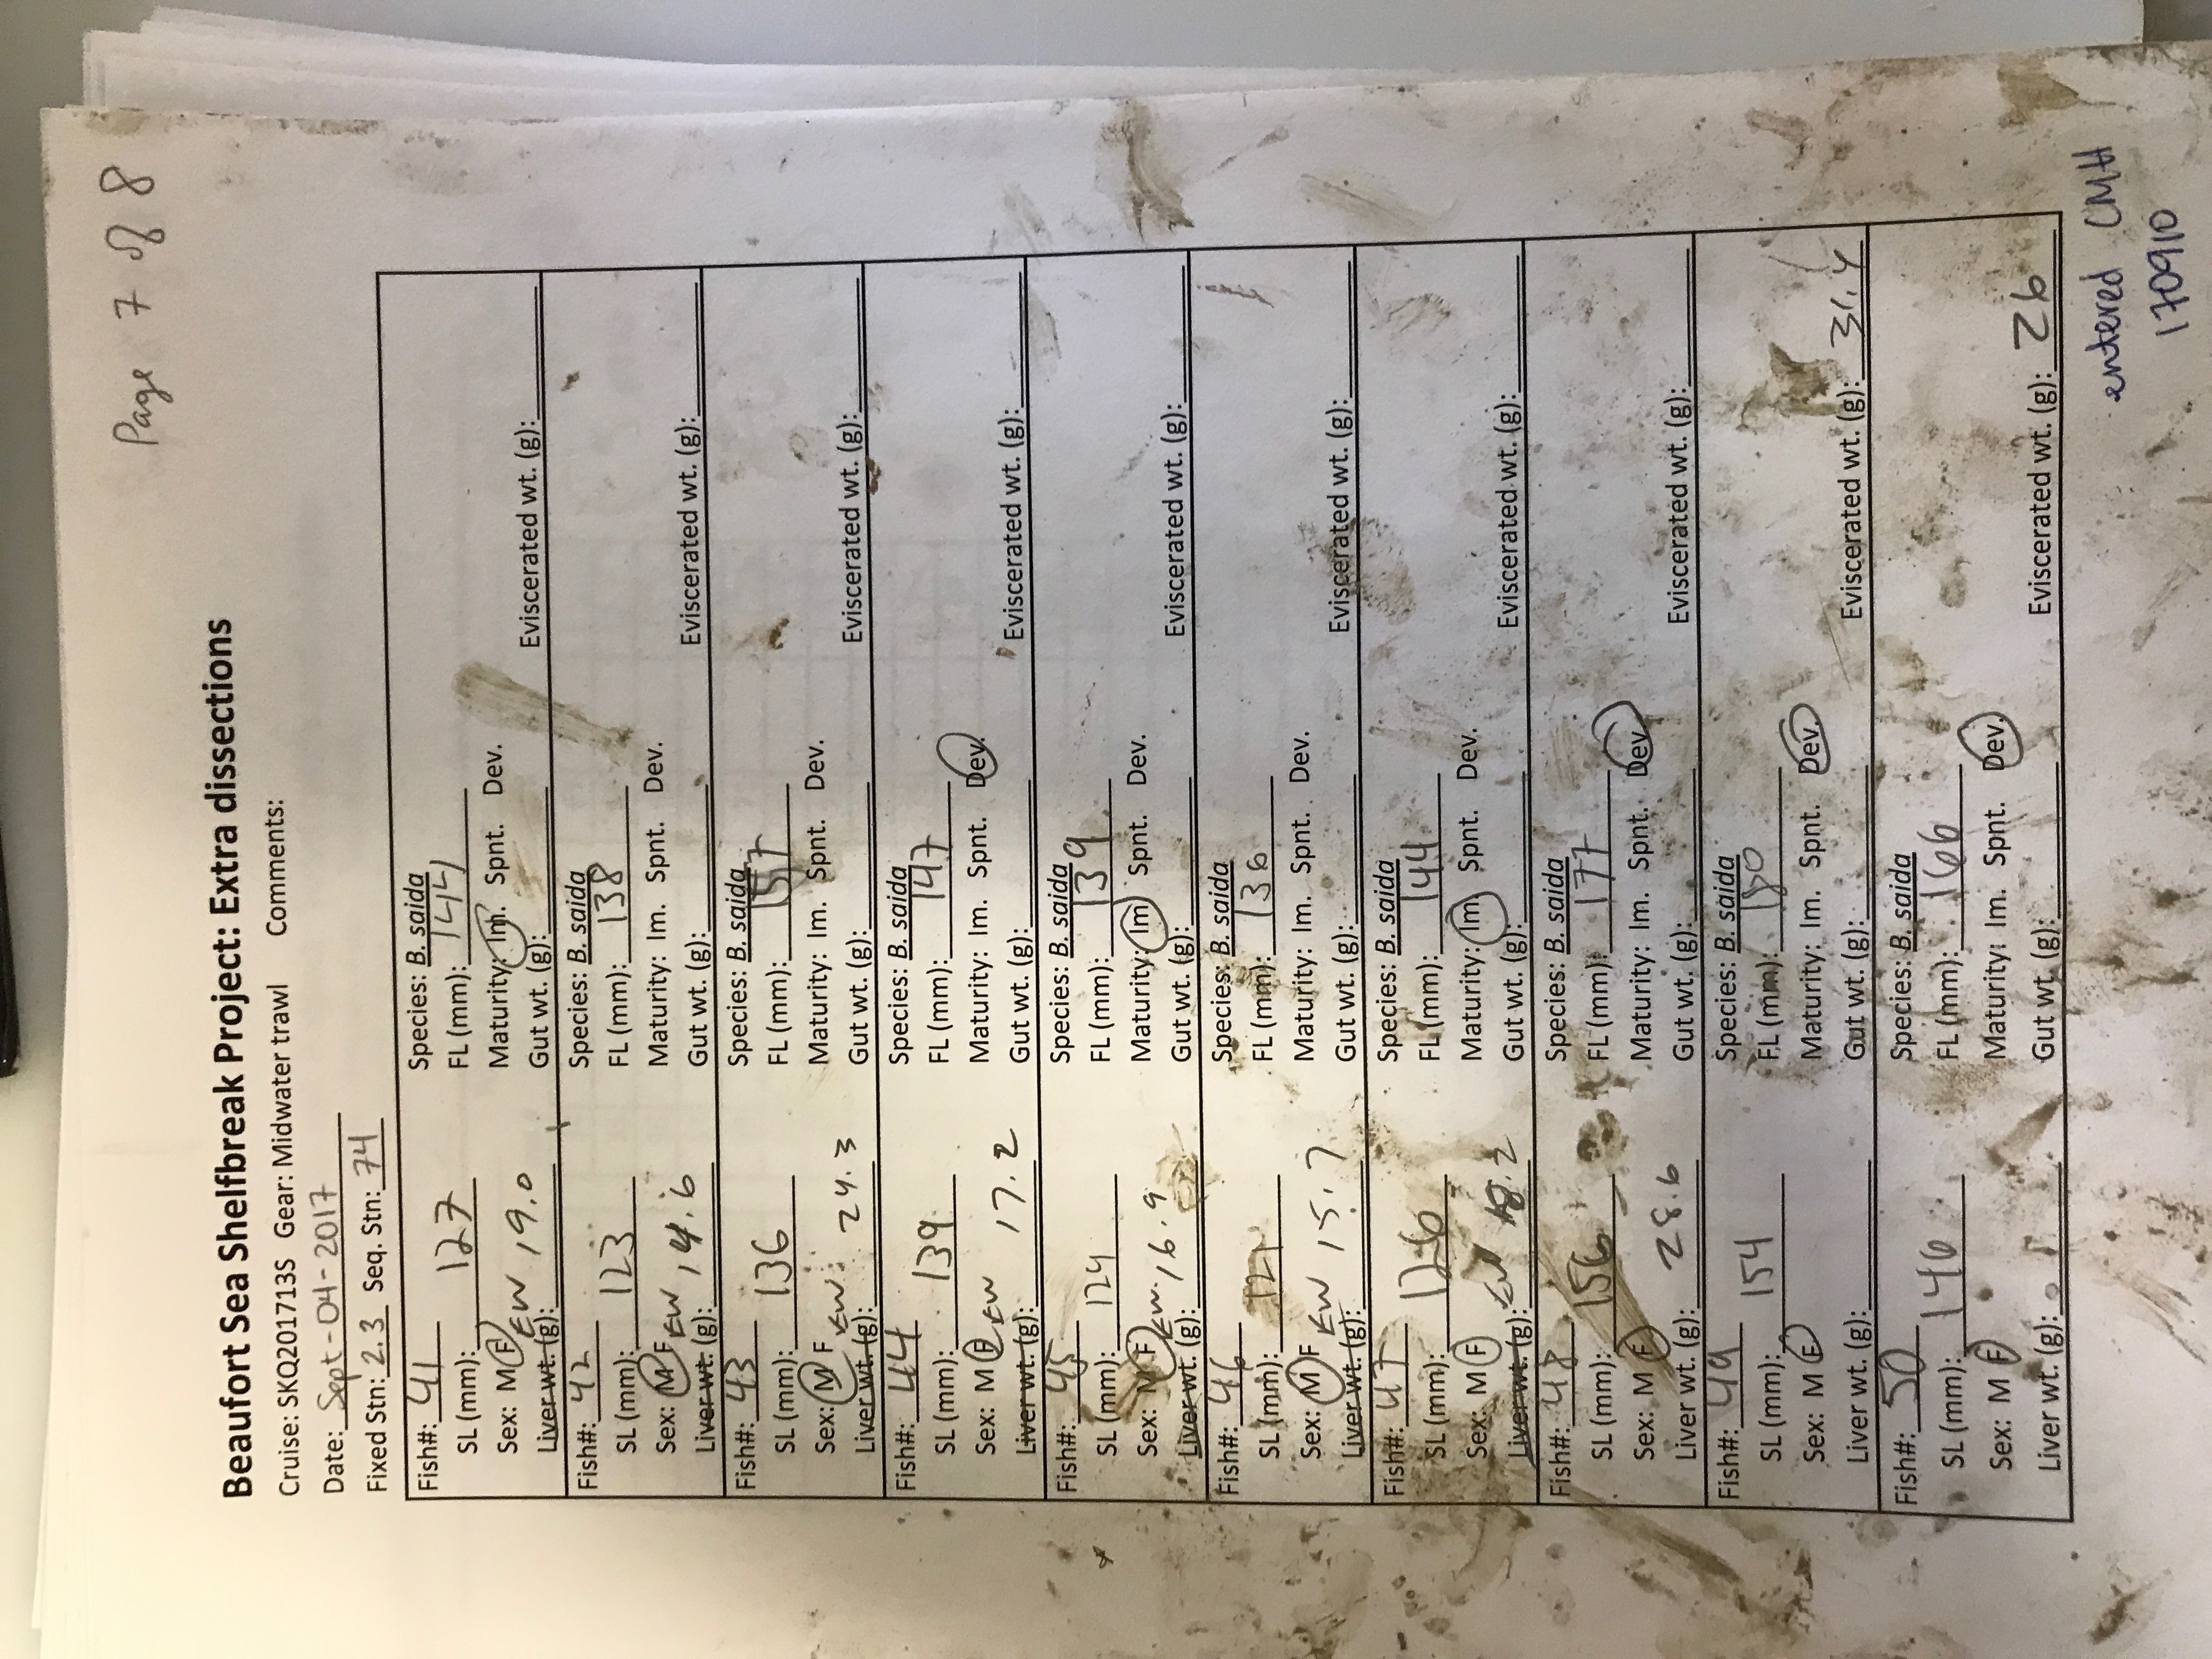 Page 7 of 8
Beaufort Sea Shelfbreak Project: Extra dissections
Cruise: SKQ201713S Gear: Midwater trawl Comments:
Date: Sept-04-2017
Fixed Stn: 2.3 Seq. Stn: 74
Fish#: 41 Species: B. saida
SL (mm): 127 FL (mm): 144
Sex: M F Maturity: Im. Spnt. Dev.
Liver wt. (g): EW 19.0 Gut wt. (g): Eviscerated wt. (g):
Fish#: 42 Species: B. saida
SL (mm): 123 FL (mm): 138
Sex: M F Maturity: Im. Spnt. Dev.
Liver wt. (g): EW 14.6 Gut wt. (g): Eviscerated wt. (g):
Fish#: 43 Species: B. saida
SL (mm): 136 FL (mm): 157
Sex: M F Maturity: Im. Spnt. Dev.
Liver wt. (g): EW: 24.3 Gut wt. (g): Eviscerated wt. (g):
Fish#: 44 Species: B. saida
SL (mm): 139 FL (mm): 147
Sex: M F Maturity: Im. Spnt. Dev.
Liver wt. (g): EW 17.2 Gut wt. (g): Eviscerated wt. (g):
Fish#: 45 Species: B. saida
SL (mm): 124 FL (mm): 139
Sex: M F Maturity: Im. Spnt. Dev.
Liver wt. (g): EW. 16.9 Gut wt. (g): Eviscerated wt. (g):
Fish#: 46 Species: B. saida
SL (mm): 121 FL (mm): 136
Sex: M F Maturity: Im. Spnt. Dev.
Liver wt. (g): EW 15.7 Gut wt. (g): Eviscerated wt. (g):
Fish#: 47 Species: B. saida
SL (mm): 126 FL (mm): 144
Sex: M F Maturity: Im. Spnt. Dev.
Liver wt. (g): EW 18.2 Gut wt. (g): Eviscerated wt. (g):
Fish#: 48 Species: B. saida
SL (mm): 156 FL (mm): 177
Sex: M F Maturity: Im. Spnt. Dev.
Liver wt. (g): 28.6 Gut wt. (g): Eviscerated wt. (g):
Fish#: 49 Species: B. saida
SL (mm): 154 FL (mm): 180
Sex: M F Maturity: Im. Spnt. Dev.
Liver wt. (g): Gut wt. (g): Eviscerated wt. (g): 31.4
Fish#: 50 Species: B. saida
SL (mm): 146 FL (mm): 166
Sex: M F Maturity: Im. Spnt. Dev.
Liver wt. (g): Gut wt. (g): Eviscerated wt. (g): 26
entered CMH
170910